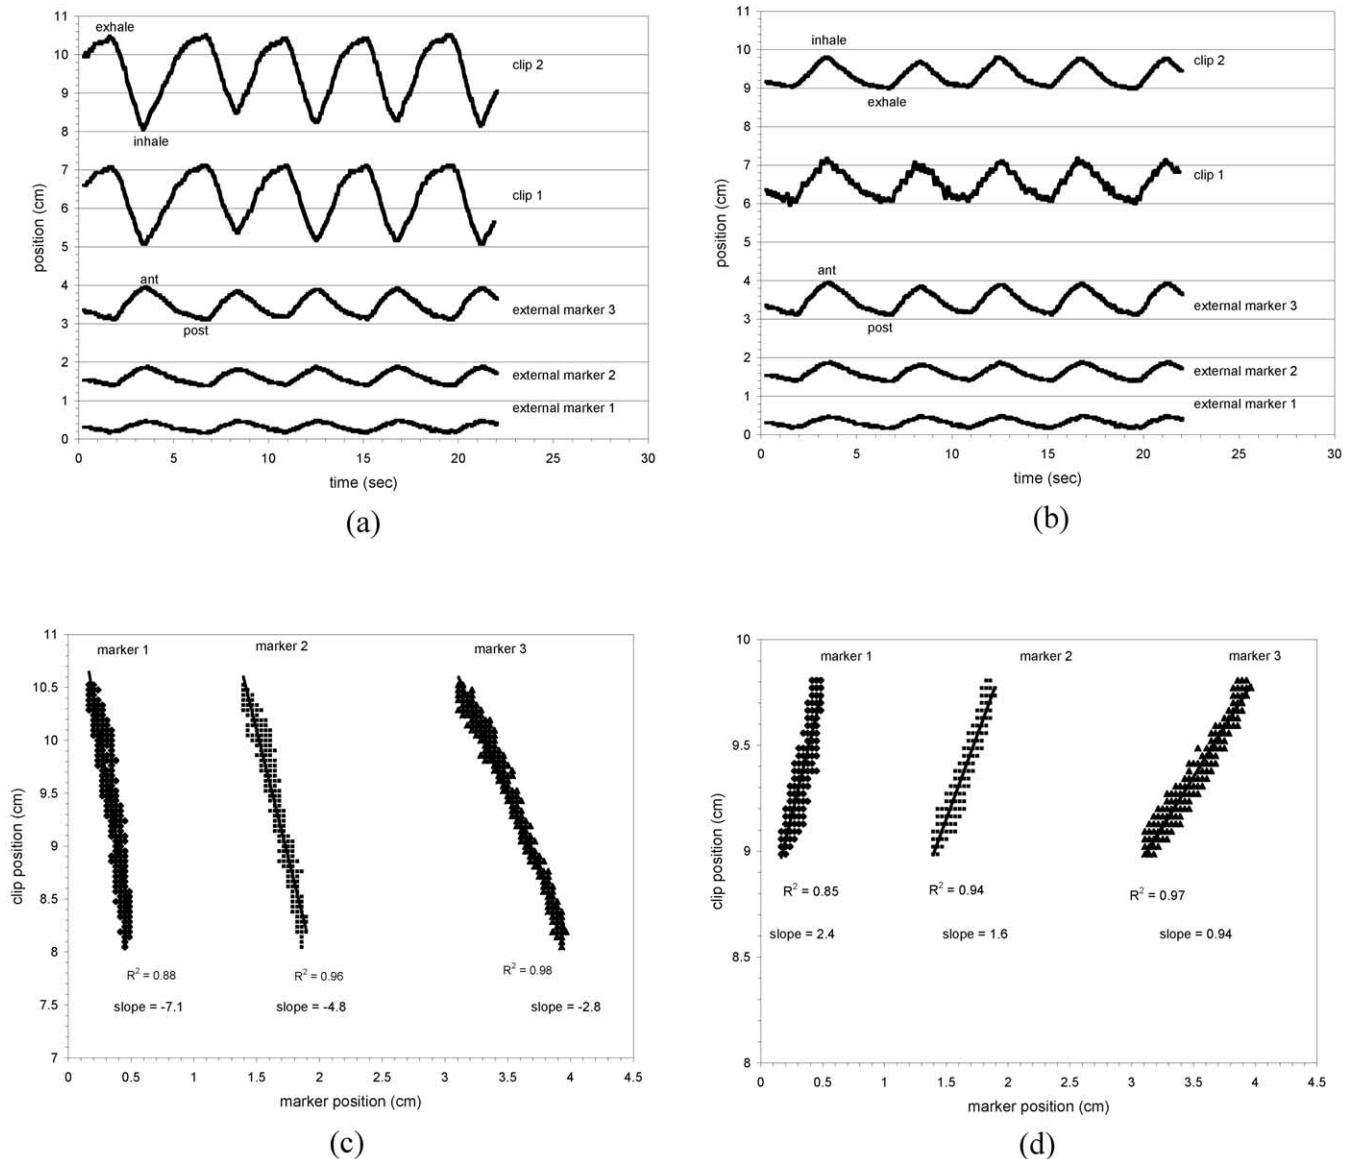 11
10
9
8
7
6
5
4
3
2
1
0
position (cm)
exhale
inhale
clip 2
clip 1
ant
post
external marker 3
external marker 2
external marker 1
0 5 10 15 20 25 30
time (sec)
(a)
11
10
9
8
7
6
5
4
3
2
1
0
position (cm)
inhale
exhale
clip 2
clip 1
ant
post
external marker 3
external marker 2
external marker 1
0 5 10 15 20 25 30
time (sec)
(b)
11
10.5
10
9.5
9
8.5
8
7.5
7
clip position (cm)
marker 1 marker 2 marker 3
R² = 0.88 R² = 0.96 R² = 0.98
slope = -7.1 slope = -4.8 slope = -2.8
0 0.5 1 1.5 2 2.5 3 3.5 4 4.5
marker position (cm)
(c)
10
9.5
9
8.5
8
clip position (cm)
marker 1 marker 2 marker 3
R² = 0.85 R² = 0.94 R² = 0.97
slope = 2.4 slope = 1.6 slope = 0.94
0 0.5 1 1.5 2 2.5 3 3.5 4 4.5
marker position (cm)
(d)